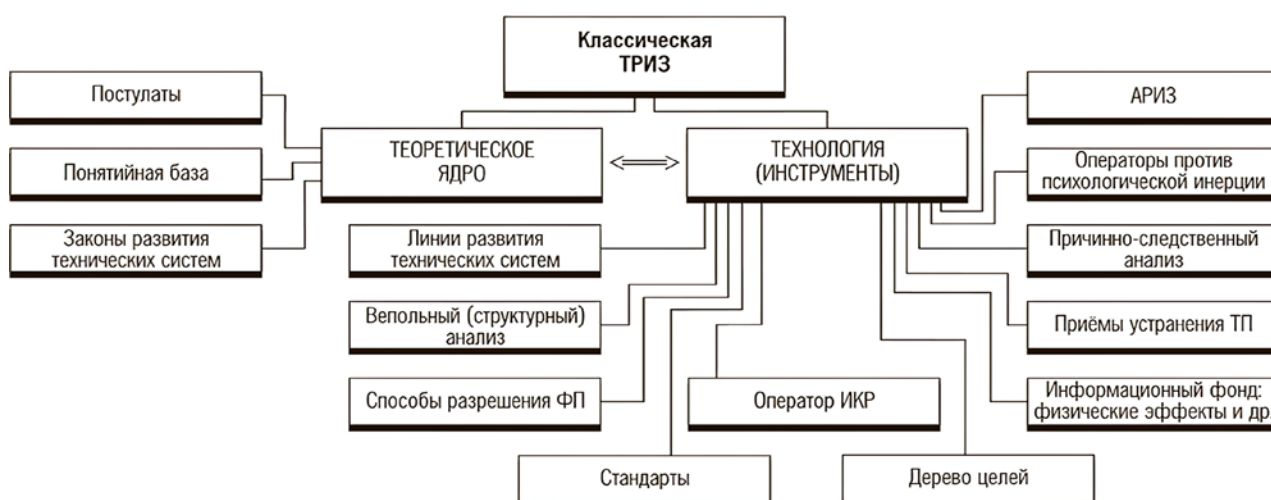 Классическая
ТРИЗ
Постулаты
Понятийная база
Законы развития
технических систем
ТЕОРЕТИЧЕСКОЕ
ЯДРО
ТЕХНОЛОГИЯ
(ИНСТРУМЕНТЫ)
Линии развития
технических систем
Вепольный (структурный)
анализ
Способы разрешения ФП
Стандарты
Оператор ИКР
Дерево целей
АРИЗ
Операторы против
психологической инерции
Причинно-следственный
анализ
Приёмы устранения ТП
Информационный фонд:
физические эффекты и др.